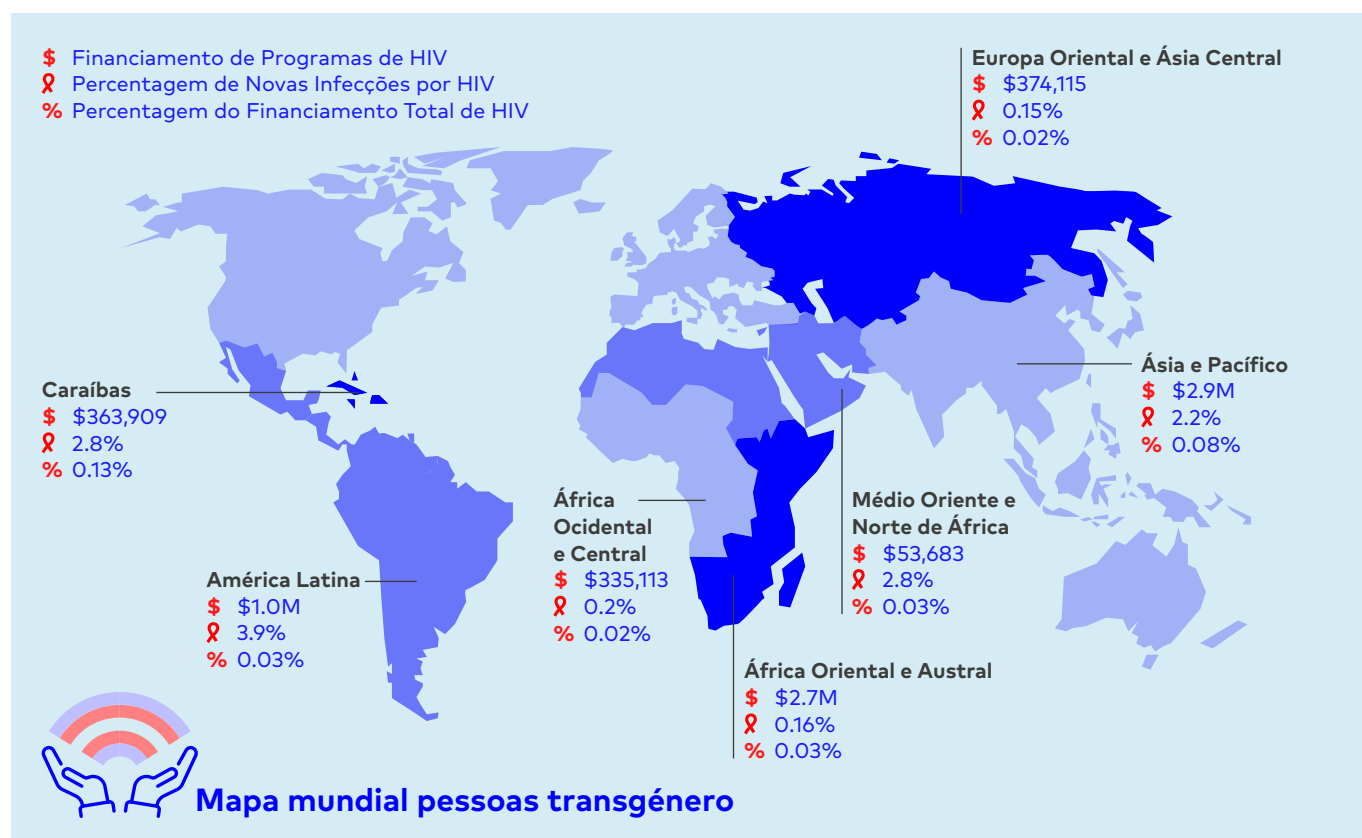 $ Financiamento de Programas de HIV
Percentagem de Novas Infecções por HIV
% Percentagem do Financiamento Total de HIV
Europa Oriental e Ásia Central
$ $374,115
0.15%
% 0.02%
Ásia e Pacífico
$ $2.9M
2.2%
% 0.08%
Caraíbas
$ $363,909
2.8%
% 0.13%
África
Ocidental
e Central
$ $335,113
0.2%
% 0.02%
Médio Oriente e
Norte de África
$ $53,683
2.8%
% 0.03%
América Latina
$ $1.0M
3.9%
% 0.03%
África Oriental e Austral
$ $2.7M
0.16%
% 0.03%
Mapa mundial pessoas transgénero